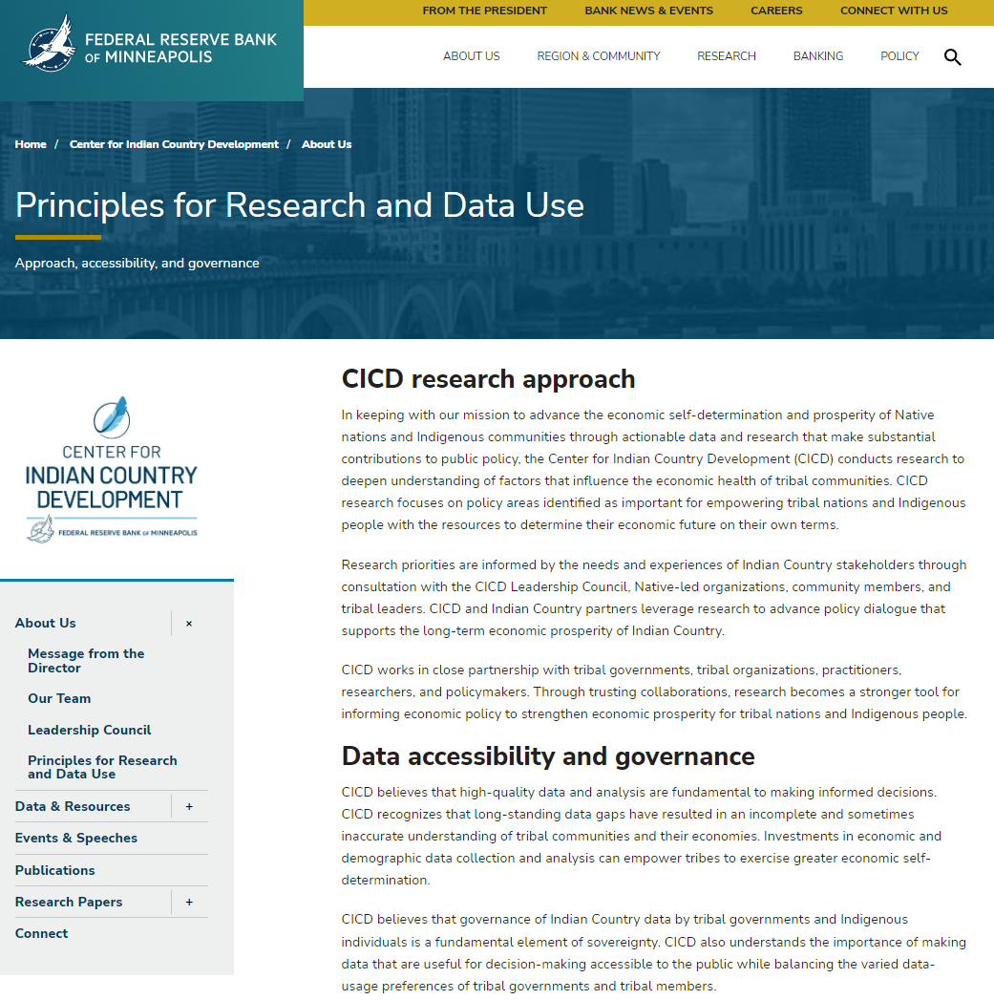 FROM THE PRESIDENT BANK NEWS & EVENTS CAREERS CONNECT WITH US
FEDERAL RESERVE BANK
OF MINNEAPOLIS
ABOUT US REGION & COMMUNITY RESEARCH BANKING POLICY
Home / Center for Indian Country Development / About Us
Principles for Research and Data Use
Approach, accessibility, and governance
CENTER FOR
INDIAN COUNTRY
DEVELOPMENT
FEDERAL RESERVE BANK OF MINNEAPOLIS
About Us ×
Message from the
Director
Our Team
Leadership Council
Principles for Research
and Data Use
Data & Resources +
Events & Speeches
Publications
Research Papers +
Connect
CICD research approach
In keeping with our mission to advance the economic self-determination and prosperity of Native
nations and Indigenous communities through actionable data and research that make substantial
contributions to public policy, the Center for Indian Country Development (CICD) conducts research to
deepen understanding of factors that influence the economic health of tribal communities. CICD
research focuses on policy areas identified as important for empowering tribal nations and Indigenous
people with the resources to determine their economic future on their own terms.
Research priorities are informed by the needs and experiences of Indian Country stakeholders through
consultation with the CICD Leadership Council, Native-led organizations, community members, and
tribal leaders. CICD and Indian Country partners leverage research to advance policy dialogue that
supports the long-term economic prosperity of Indian Country.
CICD works in close partnership with tribal governments, tribal organizations, practitioners,
researchers, and policymakers. Through trusting collaborations, research becomes a stronger tool for
informing economic policy to strengthen economic prosperity for tribal nations and Indigenous people.
Data accessibility and governance
CICD believes that high-quality data and analysis are fundamental to making informed decisions.
CICD recognizes that long-standing data gaps have resulted in an incomplete and sometimes
inaccurate understanding of tribal communities and their economies. Investments in economic and
demographic data collection and analysis can empower tribes to exercise greater economic self-
determination.
CICD believes that governance of Indian Country data by tribal governments and Indigenous
individuals is a fundamental element of sovereignty. CICD also understands the importance of making
data that are useful for decision-making accessible to the public while balancing the varied data-
usage preferences of tribal governments and tribal members.